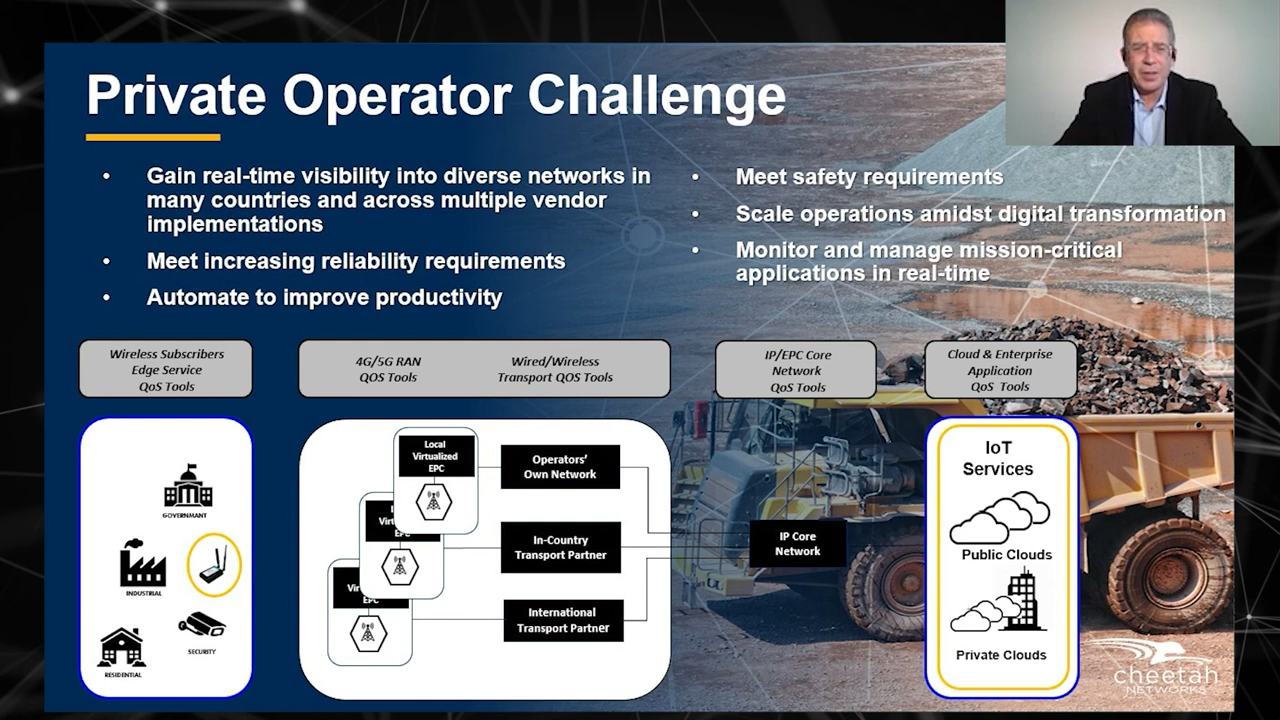 Private Operator Challenge
• Gain real-time visibility into diverse networks in
many countries and across multiple vendor
implementations
• Meet increasing reliability requirements
• Automate to improve productivity
• Meet safety requirements
• Scale operations amidst digital transformation
• Monitor and manage mission-critical
applications in real-time
Wireless Subscribers
Edge Service
QoS Tools
4G/5G RAN
QOS Tools
Wired/Wireless
Transport QOS Tools
IP/EPC Core
Network
QoS Tools
Cloud & Enterprise
Application
QoS Tools
GOVERNMANT
INDUSTRIAL
SECURITY
RESIDENTIAL
Local
Virtualized
EPC
EPC
EPC
Operators'
Own Network
In-Country
Transport Partner
International
Transport Partner
IP Core
Network
IoT
Services
Public Clouds
Private Clouds
cheetah
NETWORKS